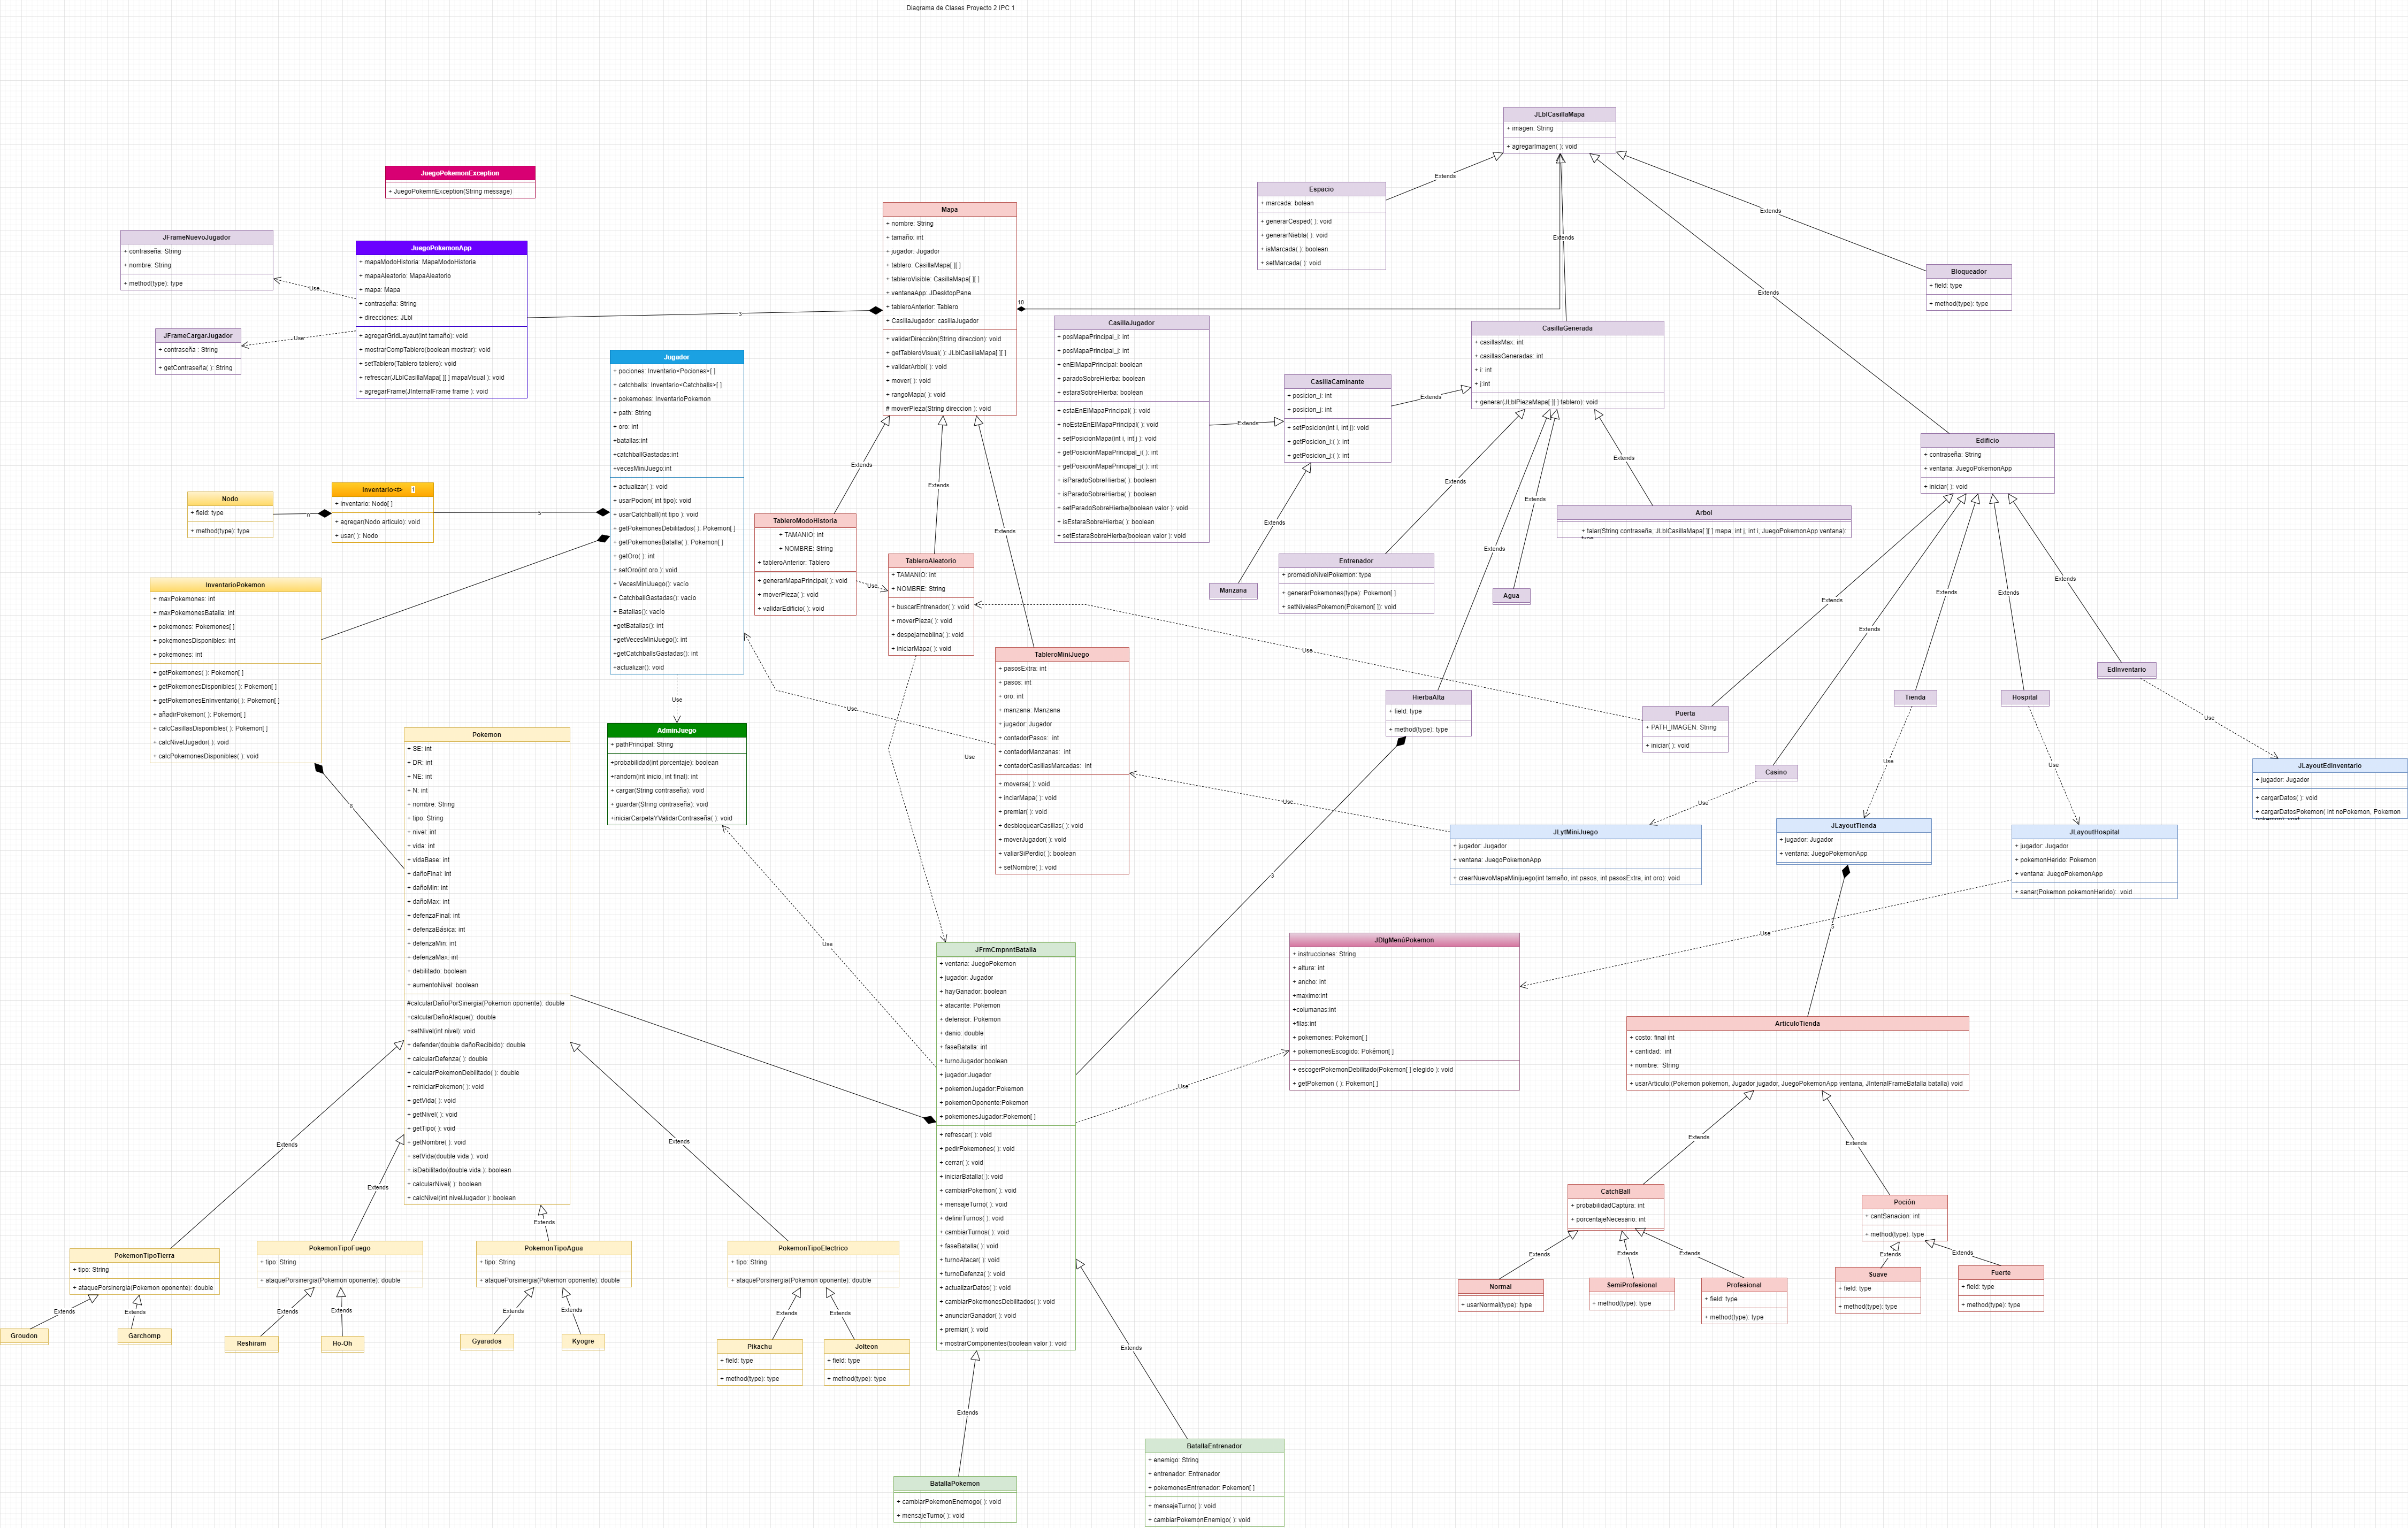 Diagrama de Clases Proyecto 2 IPC 1
JLblCasillaMapa
+ imagen: String
+ agregarImagen( ): void
JuegoPokemonException
+ JuegoPokemnException(String message)
Espacio
+ marcada: bolean
+ generarCesped( ): void
+ generarNiebla( ): void
+ isMarcada( ): boolean
+ setMarcada( ): void
Extends
Extends
Extends
Extends
Bloqueador
+ field: type
+ method(type): type
JFrameNuevoJugador
+ contraseña: String
+ nombre: String
+ method(type): type
Use
JFrameCargarJugador
+ contraseña : String
+ getContraseña( ): String
Use
JuegoPokemonApp
+ mapaModoHistoria: MapaModoHistoria
+ mapaAleatorio: MapaAleatorio
+ mapa: Mapa
+ contraseña: String
+ direcciones: JLbl
+ agregarGridLayaut(int tamaño): void
+ mostrarCompTablero(boolean mostrar): void
+ setTablero(Tablero tablero): void
+ refrescar(JLblCasillaMapa[ ][ ] mapaVisual ): void
+ agregarFrame(JInternalFrame frame ): void
Mapa
+ nombre: String
+ tamaño: int
+ jugador: Jugador
+ tablero: CasillaMapa[ ][ ]
+ tableroVisible: CasillaMapa[ ][ ]
+ ventanaApp: JDesktopPane
+ tableroAnterior: Tablero
+ CasillaJugador: casillaJugador
+ validarDirección(String direccion): void
+ getTableroVisual( ): JLblCasillaMapa[ ][ ]
+ validarArbol( ): void
+ mover( ): void
+ rangoMapa( ): void
# moverPieza(String direccion ): void
10
CasillaJugador
+ posMapaPrincipal_i: int
+ posMapaPrincipal_j: int
+ enElMapaPrincipal: boolean
+ paradoSobreHierba: boolean
+ estaraSobreHierba: boolean
+ estaEnElMapaPrincipal( ): void
+ noEstaEnElMapaPrincipal( ): void
+ setPosicionMapa(int i, int j ): void
+ getPosicionMapaPrincipal_i( ): int
+ getPosicionMapaPrincipal_j( ): int
+ isParadoSobreHierba( ): boolean
+ isParadoSobreHierba( ): boolean
+ setParadoSobreHierba(boolean valor ): void
+ isEstaraSobreHierba( ): boolean
+ setEstaraSobreHierba(boolean valor ): void
Extends
CasillaCaminante
+ posicion_i: int
+ posicion_j: int
+ setPosicion(int i, int j): void
+ getPosicion_i:( ): int
+ getPosicion_j:( ): int
Extends
CasillaGenerada
+ casillasMax: int
+ casillasGeneradas: int
+ i: int
+ j:int
+ generar(JLblPiezaMapa[ ][ ] tablero): void
Extends
Extends
Extends
Extends
Extends
Manzana
Entrenador
+ promedioNivelPokemon: type
+ generarPokemones(type): Pokemon[ ]
+ setNivelesPokemon(Pokemon[ ]): void
Agua
Arbol
+ talar(String contraseña, JLblCasillaMapa[ ][ ] mapa, int j, int i, JuegoPokemonApp ventana):
Edificio
+ contraseña: String
+ ventana: JuegoPokemonApp
+ iniciar( ): void
Extends
Extends
Extends
Extends
Extends
Jugador
+ pociones: Inventario<Pociones>[ ]
+ catchballs: Inventario<Catchballs>[ ]
+ pokemones: InventarioPokemon
+ path: String
+ oro: int
+batallas:int
+catchballGastadas:int
+vecesMiniJuego:int
+ actualizar( ): void
+ usarPocion( int tipo): void
+ usarCatchball(int tipo ): void
+ getPokemonesDebilitados( ): Pokemon[ ]
+ getPokemonesBatalla( ): Pokemon[ ]
+ getOro( ): int
+ setOro(int oro ): void
+ VecesMiniJuego(): vacío
+ CatchballGastadas(): vacío
+ Batallas(): vacío
+getBatallas(): int
+getVecesMiniJuego(): int
+getCatchballsGastadas(): int
+actualizar(): void
5
Inventario<t> 1
+ inventario: Nodo[ ]
+ agregar(Nodo articulo): void
+ usar( ): Nodo
Nodo
+ field: type
+ method(type): type
InventarioPokemon
+ maxPokemones: int
+ maxPokemonesBatalla: int
+ pokemones: Pokemones[ ]
+ pokemonesDisponibles: int
+ pokemones: int
+ getPokemones( ): Pokemon[ ]
+ getPokemonesDisponibles( ): Pokemon[ ]
+ getPokemonesEnInventario( ): Pokemon[ ]
+ añadirPokemon( ): Pokemon[ ]
+ calcCasillasDisponibles( ): Pokemon[ ]
+ calcNivelJugador( ): void
+ calcPokemonesDisponibles( ): void
Extends
Extends
Extends
TableroModoHistoria
+ TAMANIO: int
+ NOMBRE: String
+ tableroAnterior: Tablero
+ generarMapaPrincipal( ): void
+ moverPieza( ): void
+ validarEdificio( ): void
Use
TableroAleatorio
+ TAMANIO: int
+ NOMBRE: String
+ buscarEntrenador( ): void
+ moverPieza( ): void
+ despejarneblina( ): void
+ iniciarMapa( ): void
TableroMiniJuego
+ pasosExtra: int
+ pasos: int
+ oro: int
+ manzana: Manzana
+ jugador: Jugador
+ contadorPasos: int
+ contadorManzanas: int
+ contadorCasillasMarcadas: int
+ moverse( ): void
+ inciarMapa( ): void
+ premiar( ): void
+ desbloquearCasillas( ): void
+ moverJugador( ): void
+ valiarSiPerdio( ): boolean
+ setNombre( ): void
Use
Use
Use
Use
AdminJuego
+ pathPrincipal: String
+probabilidad(int porcentaje): boolean
+random(int inicio, int final): int
+ cargar(String contraseña): void
+ guardar(String contraseña): void
+iniciarCarpetaYValidarContraseña( ): void
HierbaAlta
+ field: type
+ method(type): type
Puerta
+ PATH_IMAGEN: String
+ iniciar( ): void
Casino
Tienda
Hospital
EdInventario
Use
Use
Use
Use
Use
JLayoutEdInventario
+ jugador: Jugador
+ cargarDatos( ): void
+ cargarDatosPokemon( int noPokemon, Pokemon
JLytMiniJuego
+ jugador: Jugador
+ ventana: JuegoPokemonApp
+ crearNuevoMapaMinijuego(int tamaño, int pasos, int pasosExtra, int oro): void
JLayoutTienda
+ jugador: Jugador
+ ventana: JuegoPokemonApp
JLayoutHospital
+ jugador: Jugador
+ pokemonHerido: Pokemon
+ ventana: JuegoPokemonApp
+ sanar(Pokemon pokemonHerido): void
Pokemon
+ SE: int
+ DR: int
+ NE: int
+ N: int
+ nombre: String
+ tipo: String
+ nivel: int
+ vida: int
+ vidaBase: int
+ dañoFinal: int
+ dañoMin: int
+ dañoMax: int
+ defenzaFinal: int
+ defenzaBásica: int
+ defenzaMin: int
+ defenzaMax: int
+ debilitado: boolean
+ aumentoNivel: boolean
#calcularDañoPorSinergia(Pokemon oponente): double
+calcularDañoAtaque(): double
+setNivel(int nivel): void
+ defender(double dañoRecibido): double
+ calcularDefenza( ): double
+ calcularPokemonDebilitado( ): double
+ reiniciarPokemon( ): void
+ getVida( ): void
+ getNivel( ): void
+ getTipo( ): void
+ getNombre( ): void
+ setVida(double vida ): void
+ isDebilitado(double vida ): boolean
+ calcularNivel( ): boolean
+ calcNivel(int nivelJugador ): boolean
Use
3
JFrmCmpnntBatalla
+ ventana: JuegoPokemon
+ jugador: Jugador
+ hayGanador: boolean
+ atacante: Pokemon
+ defensor: Pokemon
+ danio: double
+ faseBatalla: int
+ turnoJugador:boolean
+ jugador:Jugador
+ pokemonJugador:Pokemon
+ pokemonOponente:Pokemon
+ pokemonesJugador:Pokemon[ ]
+ refrescar( ): void
+ pedirPokemones( ): void
+ cerrar( ): void
+ iniciarBatalla( ): void
+ cambiarPokemon( ): void
+ mensajeTurno( ): void
+ definirTurnos( ): void
+ cambiarTurnos( ): void
+ faseBatalla( ): void
+ turnoAtacar( ): void
+ turnoDefenza( ): void
+ actualizarDatos( ): void
+ cambiarPokemonesDebilitados( ): void
+ anunciarGanador( ): void
+ premiar( ): void
+ mostrarComponentes(boolean valor ): void
Use
JDlgMenúPokemon
+ instrucciones: String
+ altura: int
+ ancho: int
+maximo:int
+columanas:int
+filas:int
+ pokemones: Pokemon[ ]
+ pokemonesEscogido: Pokémon[ ]
+ escogerPokemonDebilitado(Pokemon[ ] elegido ): void
+ getPokemon ( ): Pokemon[ ]
Use
ArticuloTienda
+ costo: final int
+ cantidad: int
+ nombre: String
+ usarArticulo:(Pokemon pokemon, Jugador jugador, JuegoPokemonApp ventana, JIntenalFrameBatalla batalla) void
Extends
Extends
Extends
Extends
Extends
Extends
CatchBall
+ probabilidadCaptura: int
+ porcentajeNecesario: int
Poción
+ cantSanacion: int
+ method(type): type
Extends
Extends
Extends
Extends
Extends
Normal
+ usarNormal(type): type
SemiProfesional
+ method(type): type
Profesional
+ field: type
+ method(type): type
Suave
+ field: type
+ method(type): type
Fuerte
+ field: type
+ method(type): type
PokemonTipoTierra
+ tipo: String
+ ataquePorsinergia(Pokemon oponente): double
PokemonTipoFuego
+ tipo: String
+ ataquePorsinergia(Pokemon oponente): double
PokemonTipoAgua
+ tipo: String
+ ataquePorsinergia(Pokemon oponente): double
PokemonTipoElectrico
+ tipo: String
+ ataquePorsinergia(Pokemon oponente): double
Extends
Extends
Extends
Extends
Extends
Extends
Extends
Extends
Groudon
Garchomp
Reshiram
Ho-Oh
Gyarados
Kyogre
Pikachu
+ field: type
+ method(type): type
Jolteon
+ field: type
+ method(type): type
Extends
Extends
BatallaPokemon
+ cambiarPokemonEnemogo( ): void
+ mensajeTurno( ): void
BatallaEntrenador
+ enemigo: String
+ entrenador: Entrenador
+ pokemonesEntrenador: Pokemon[ ]
+ mensajeTurno( ): void
+ cambiarPokemonEnemigo( ): void